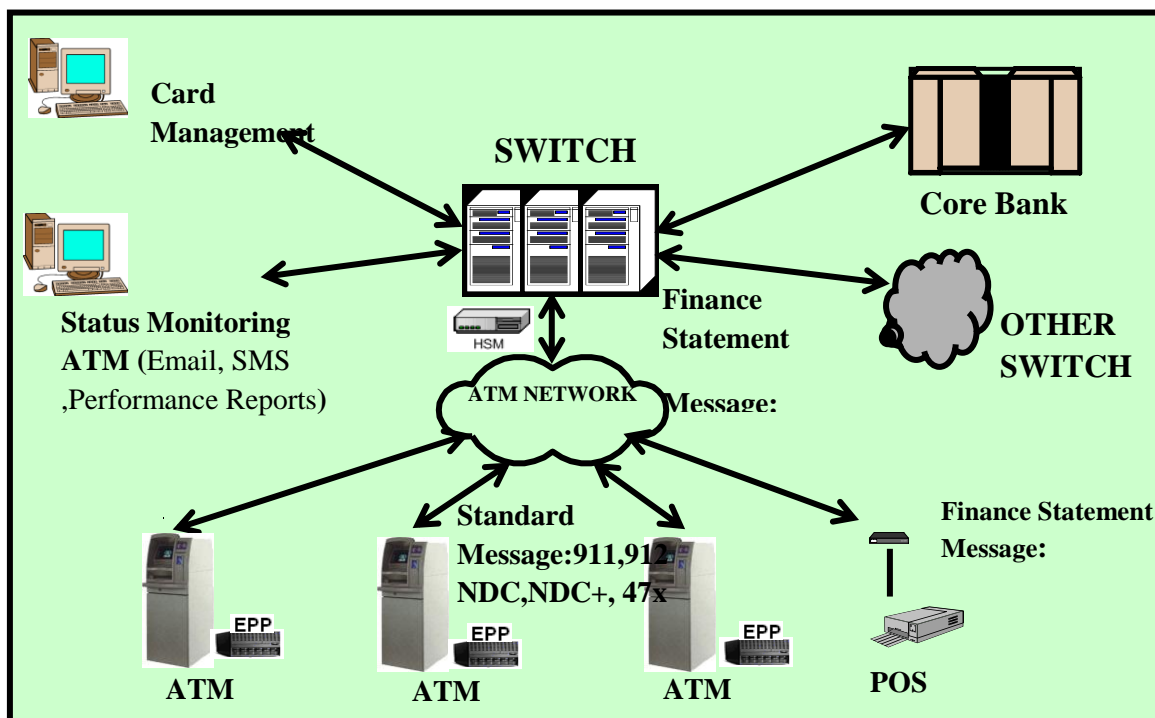 Card
Management
SWITCH
Core Bank
Status Monitoring
ATM (Email, SMS
,Performance Reports)
HSM
Finance
Statement
Message:
OTHER
SWITCH
ATM NETWORK
Standard
Message:911,912
NDC,NDC+, 47x
Finance Statement
Message:
EPP
ATM
EPP
ATM
EPP
ATM
POS